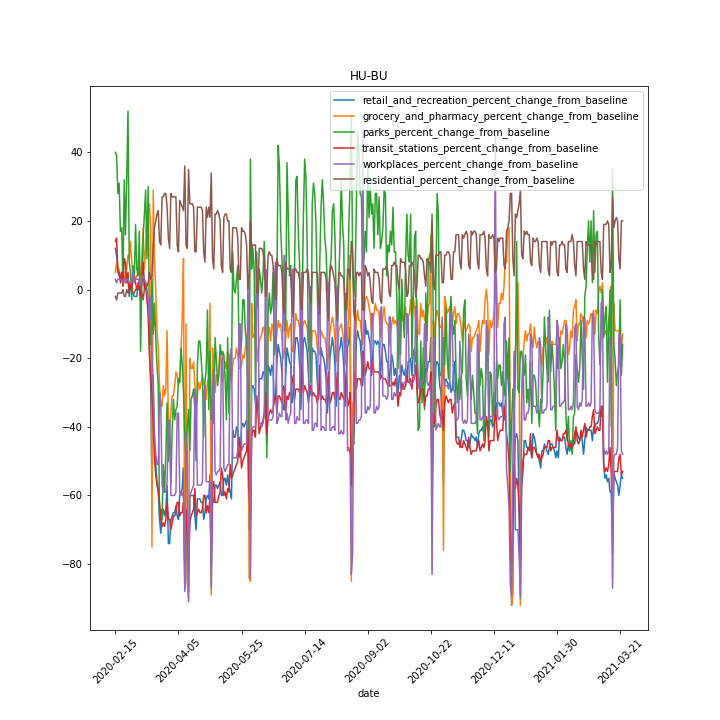 HU-BU
retail_and_recreation_percent_change_from_baseline
grocery_and_pharmacy_percent_change_from_baseline
parks_percent_change_from_baseline
transit_stations_percent_change_from_baseline
workplaces_percent_change_from_baseline
residential_percent_change_from_baseline
40
20
0
−20
−40
−60
−80
2020-02-15
2020-04-05
2020-05-25
2020-07-14
2020-09-02
2020-10-22
2020-12-11
2021-01-30
2021-03-21
date